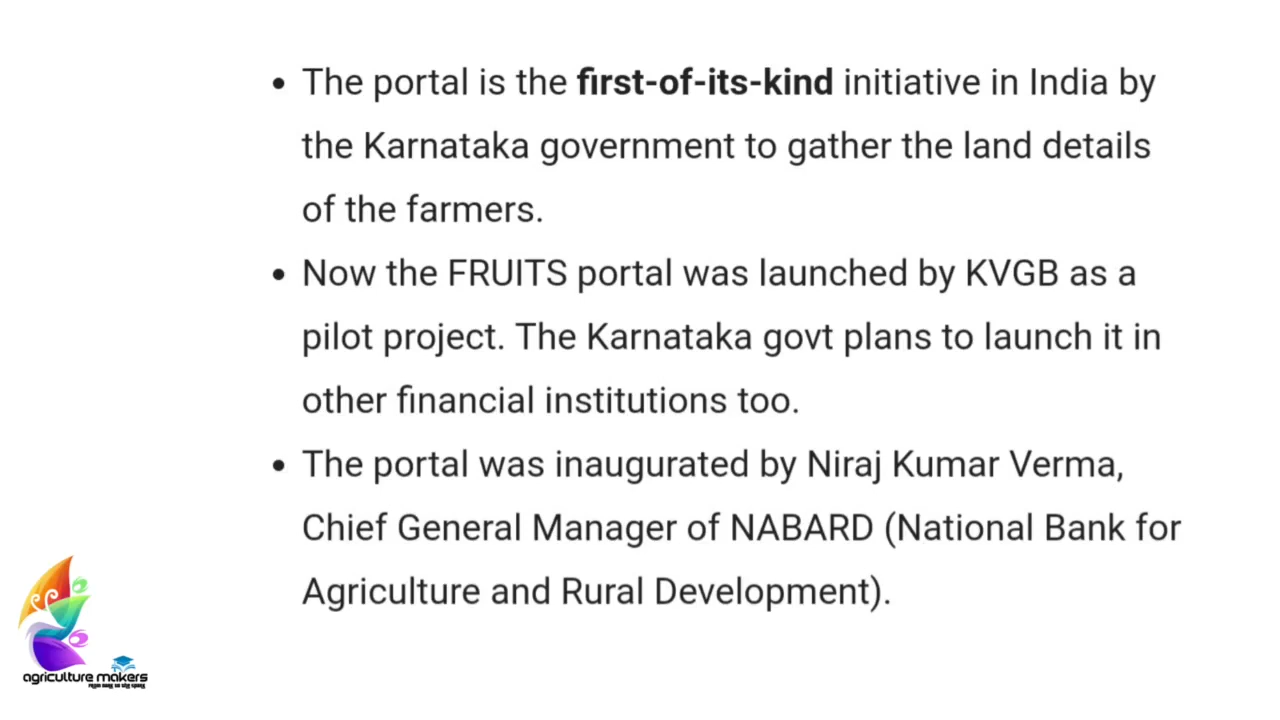 The portal is the first-of-its-kind initiative in India by
the Karnataka government to gather the land details
of the farmers.
Now the FRUITS portal was launched by KVGB as a
pilot project. The Karnataka govt plans to launch it in
other financial institutions too.
The portal was inaugurated by Niraj Kumar Verma,
Chief General Manager of NABARD (National Bank for
Agriculture and Rural Development).
agriculture makers